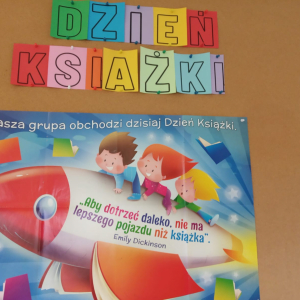 DZIEŃ
KSIĄŻKI
asza grupa obchodzi dzisiaj Dzień Książki.
„Aby dotrzeć daleko, nie ma
lepszego pojazdu niż książka”.
Emily Dickinson